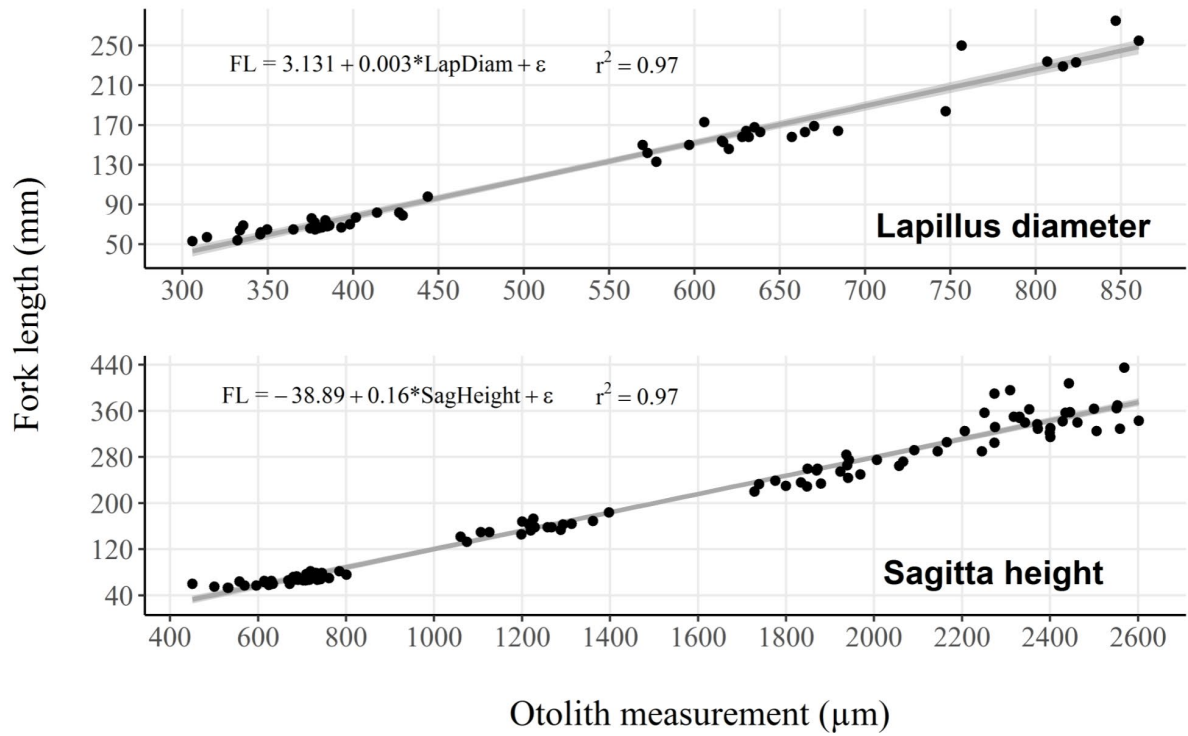 Fork length (mm)
250
210
170
130
90
50
FL = 3.131 + 0.003*LapDiam + ε r² = 0.97
Lapillus diameter
300 350 400 450 500 550 600 650 700 750 800 850
440
360
280
200
120
40
FL = − 38.89 + 0.16*SagHeight + ε r² = 0.97
Sagitta height
400 600 800 1000 1200 1400 1600 1800 2000 2200 2400 2600
Otolith measurement (µm)